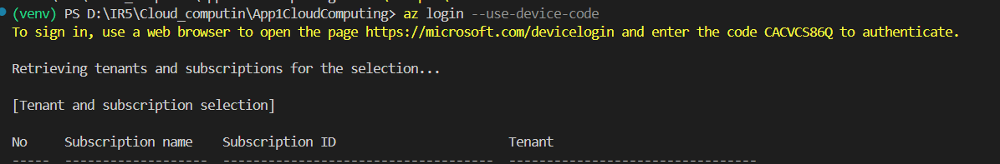 (venv) PS D:\IR5\Cloud_computin\App1CloudComputing> az login --use-device-code
To sign in, use a web browser to open the page https://microsoft.com/devicelogin and enter the code CACVCS86Q to authenticate.
Retrieving tenants and subscriptions for the selection...
[Tenant and subscription selection]
No Subscription name Subscription ID Tenant
----- ------------------- ------------------------------------ ---------------------------------